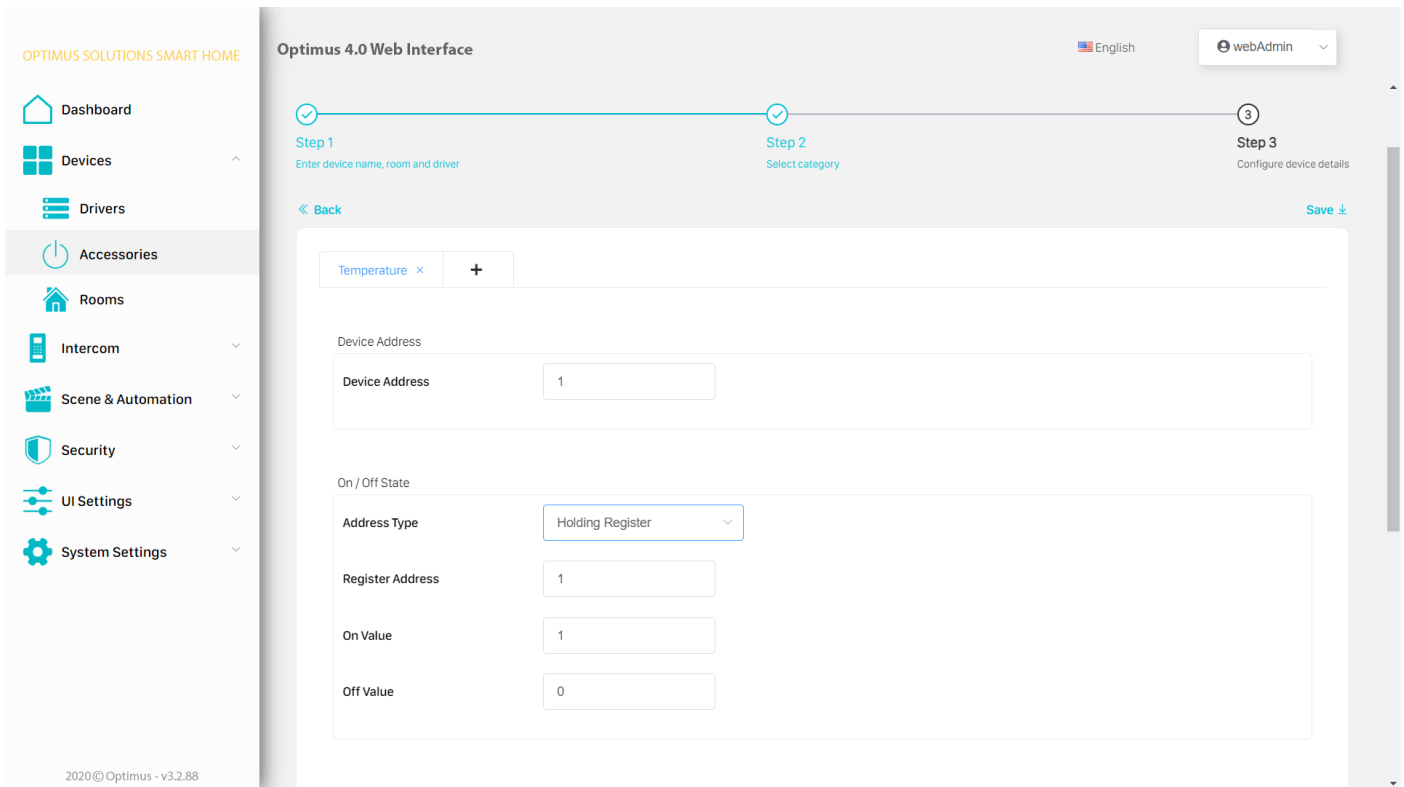 OPTIMUS SOLUTIONS SMART HOME
Dashboard
Devices
Drivers
Accessories
Rooms
Intercom
Scene & Automation
Security
UI Settings
System Settings
2020 © Optimus - v3.2.88
Optimus 4.0 Web Interface
English
webAdmin
3
Step 1
Enter device name, room and driver
Step 2
Select category
Step 3
Configure device details
Back
Save
Temperature × +
Device Address
Device Address 1
On / Off State
Address Type Holding Register
Register Address 1
On Value 1
Off Value 0